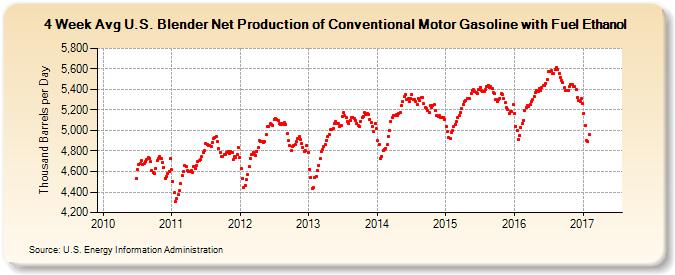 4 Week Avg U.S. Blender Net Production of Conventional Motor Gasoline with Fuel Ethanol
Thousand Barrels per Day
5,800
5,600
5,400
5,200
5,000
4,800
4,600
4,400
4,200
2010 2011 2012 2013 2014 2015 2016 2017
Source: U.S. Energy Information Administration